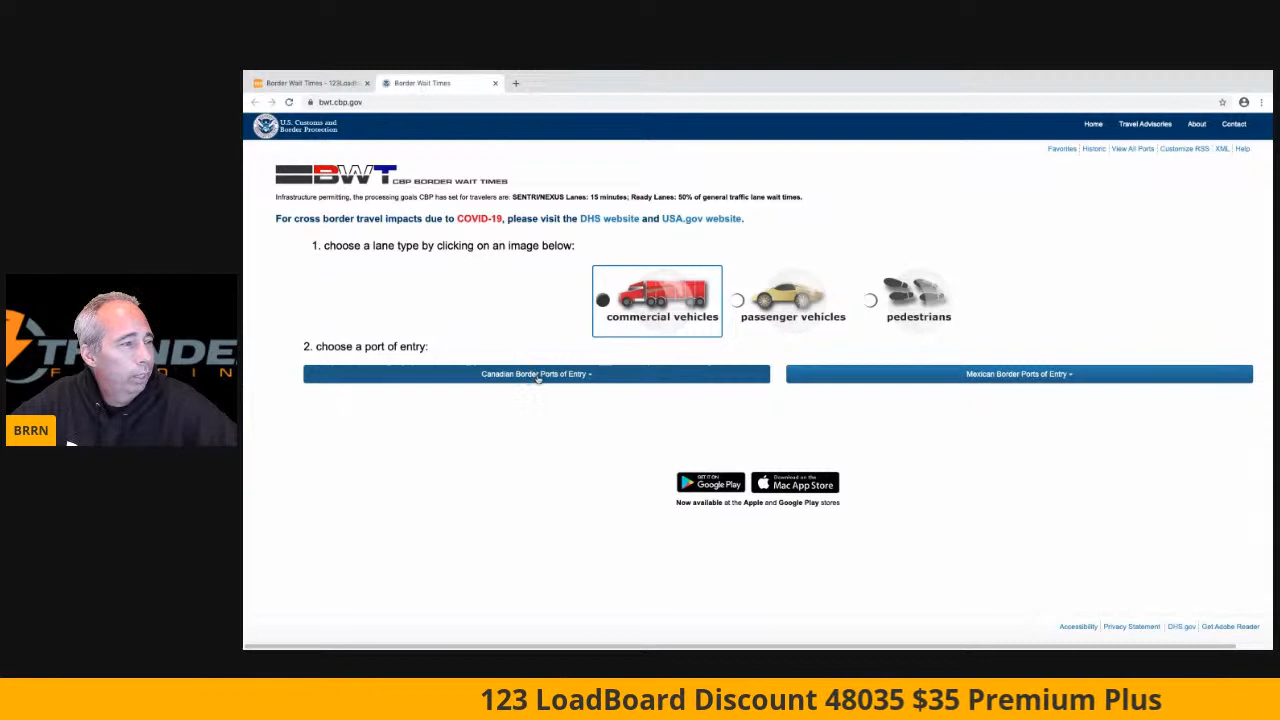 Border Wait Times - 123Loadb
Border Wait Times
bwt.cbp.gov
U.S. Customs and
Border Protection
Home
Travel Advisories
About
Contact
Favorites
Historic
View All Ports
Customize RSS
XML
Help
BWT CBP BORDER WAIT TIMES
Infrastructure permitting, the processing goals CBP has set for travelers are: SENTRI/NEXUS Lanes: 15 minutes; Ready Lanes: 50% of general traffic lane wait times.
For cross border travel impacts due to COVID-19, please visit the DHS website and USA.gov website.
1. choose a lane type by clicking on an image below:
commercial vehicles
passenger vehicles
pedestrians
2. choose a port of entry:
Canadian Border Ports of Entry
Mexican Border Ports of Entry
GET IT ON
Google Play
Download on the
Mac App Store
Now available at the Apple and Google Play stores
BRRN
Accessibility
Privacy Statement
DHS.gov
Get Adobe Reader
123 LoadBoard Discount 48035 $35 Premium Plus